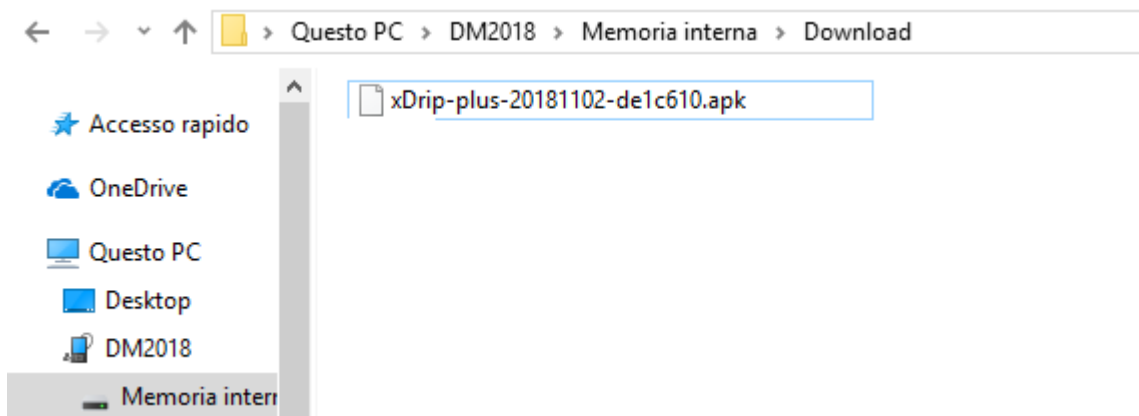 Questo PC > DM2018 > Memoria interna > Download
xDrip-plus-20181102-de1c610.apk
Accesso rapido
OneDrive
Questo PC
Desktop
DM2018
Memoria intern